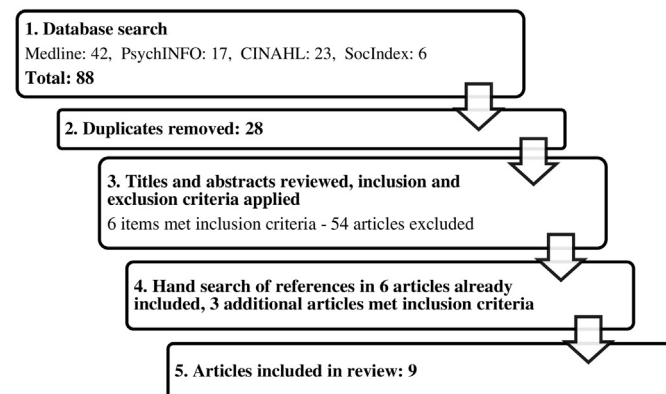 1. Database search
Medline: 42, PsychINFO: 17, CINAHL: 23, SocIndex: 6
Total: 88
2. Duplicates removed: 28
3. Titles and abstracts reviewed, inclusion and
exclusion criteria applied
6 items met inclusion criteria - 54 articles excluded
4. Hand search of references in 6 articles already
included, 3 additional articles met inclusion criteria
5. Articles included in review: 9